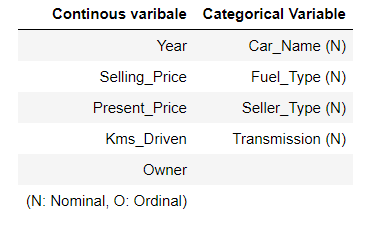 Continous varibale Categorical Variable
Year Car_Name (N)
Selling_Price Fuel_Type (N)
Present_Price Seller_Type (N)
Kms_Driven Transmission (N)
Owner
(N: Nominal, O: Ordinal)